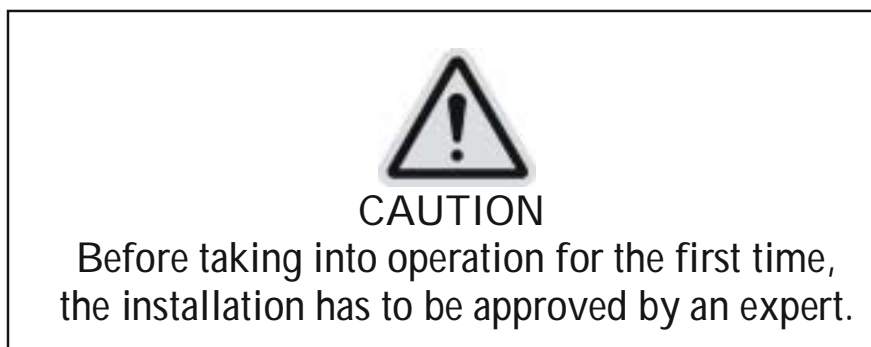 CAUTION
Before taking into operation for the first time,
the installation has to be approved by an expert.